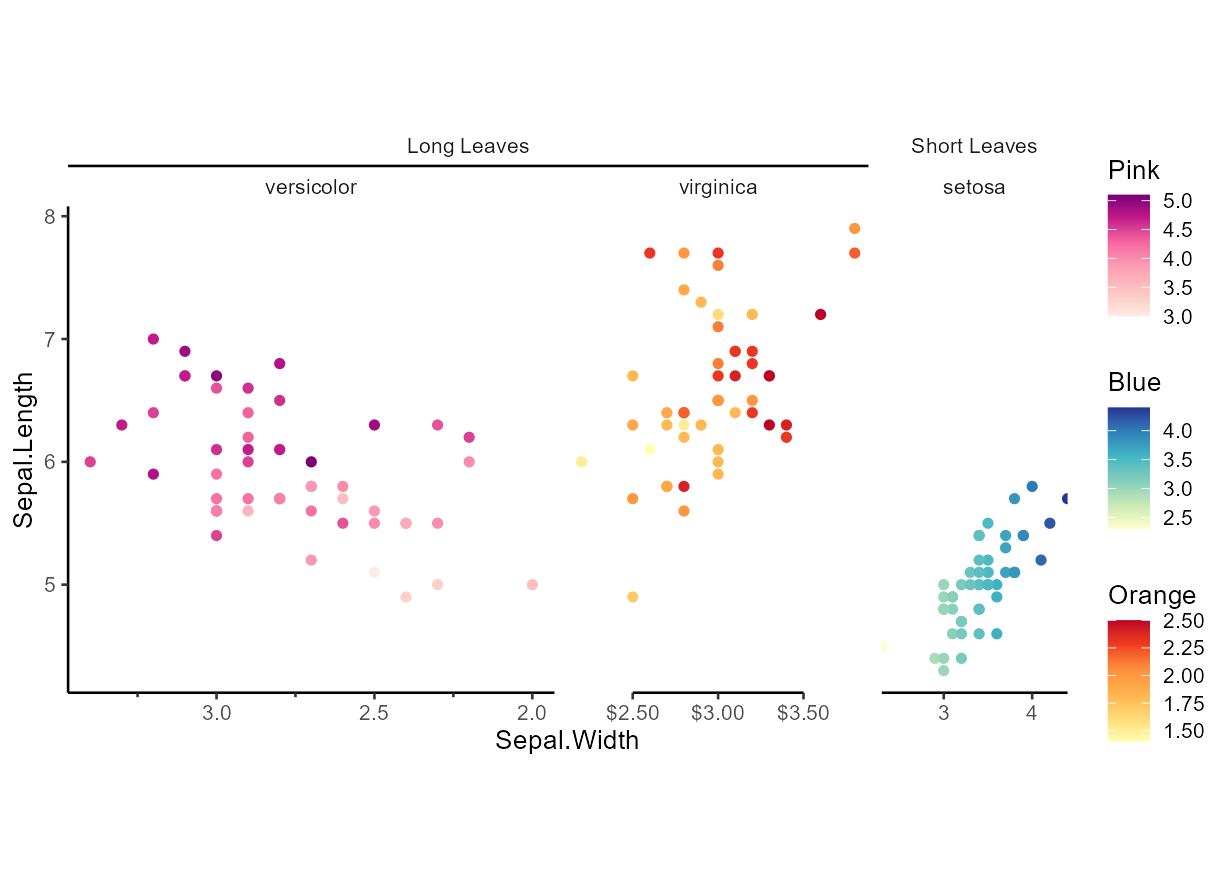 Long Leaves
Short Leaves
versicolor
virginica
setosa
8
7
6
5
Sepal.Length
3.0
2.5
2.0
$2.50
$3.00
$3.50
3
4
Sepal.Width
Pink
5.0
4.5
4.0
3.5
3.0
Blue
4.0
3.5
3.0
2.5
Orange
2.50
2.25
2.00
1.75
1.50